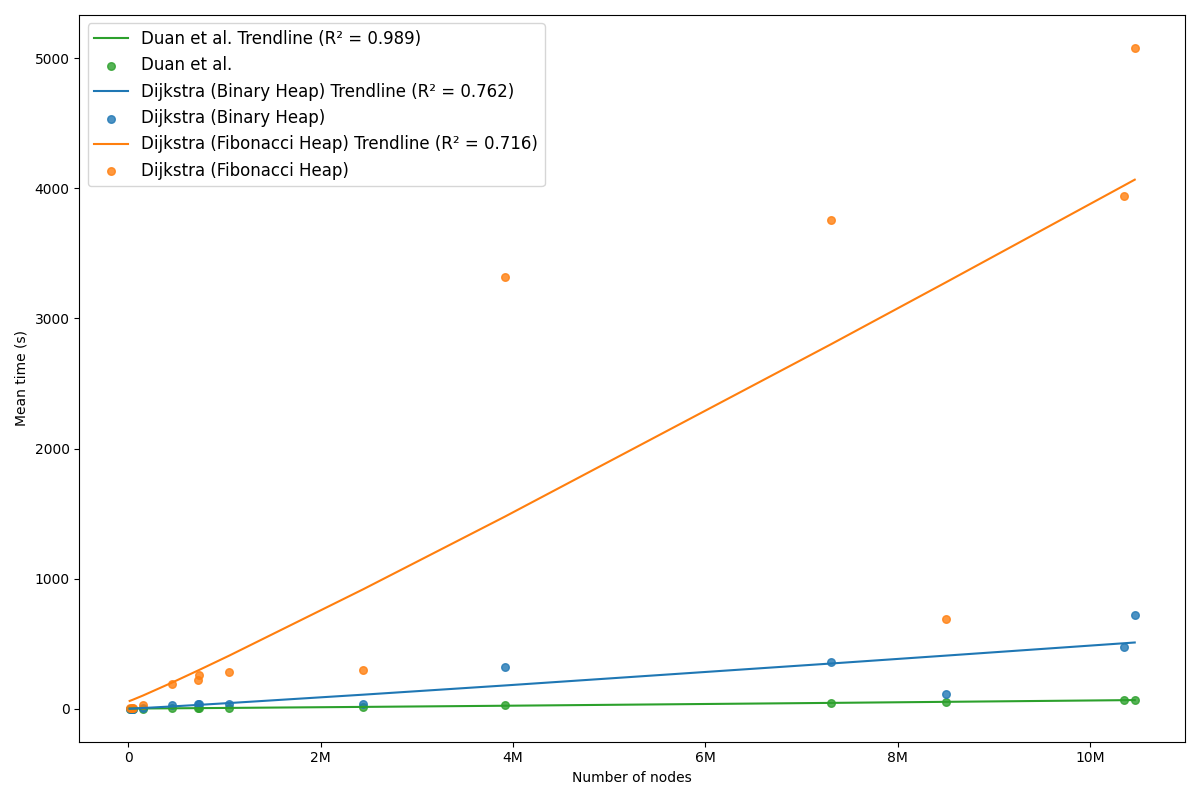 Duan et al. Trendline (R² = 0.989)
Duan et al.
Dijkstra (Binary Heap) Trendline (R² = 0.762)
Dijkstra (Binary Heap)
Dijkstra (Fibonacci Heap) Trendline (R² = 0.716)
Dijkstra (Fibonacci Heap)
5000
4000
3000
2000
1000
0
Mean time (s)
0 2M 4M 6M 8M 10M
Number of nodes